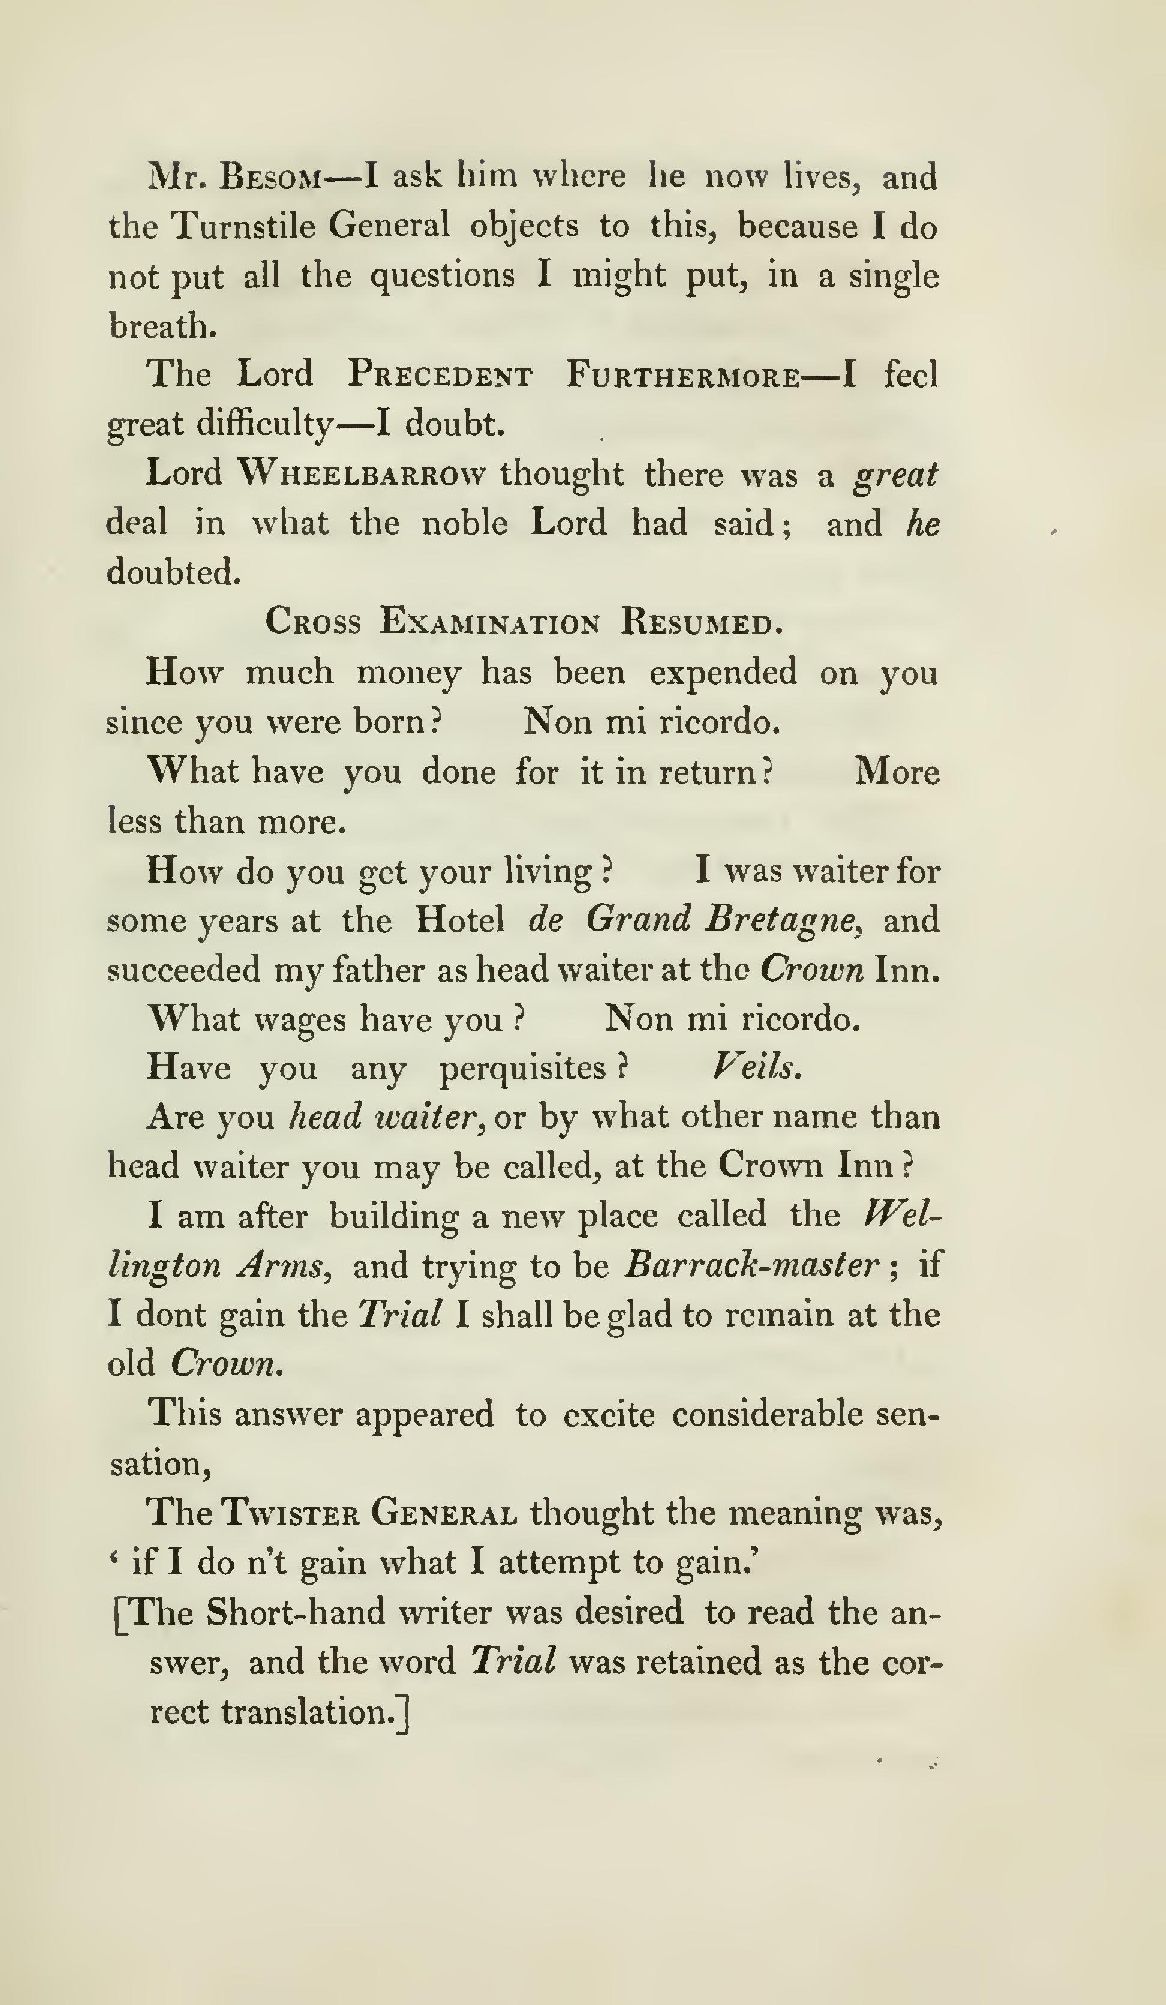 Mr. Besom—I ask him where he now lives, and
the Turnstile General objects to this, because I do
not put all the questions I might put, in a single
breath.
The Lord Precedent Furthermore—I feel
great difficulty—I doubt.
Lord Wheelbarrow thought there was a great
deal in what the noble Lord had said; and he
doubted.
Cross Examination Resumed.
How much money has been expended on you
since you were born? Non mi ricordo.
What have you done for it in return? More
less than more.
How do you get your living? I was waiter for
some years at the Hotel de Grand Bretagne, and
succeeded my father as head waiter at the Crown Inn.
What wages have you? Non mi ricordo.
Have you any perquisites? Veils.
Are you head waiter, or by what other name than
head waiter you may be called, at the Crown Inn?
I am after building a new place called the Wel-
lington Arms, and trying to be Barrack-master; if
I dont gain the Trial I shall be glad to remain at the
old Crown.
This answer appeared to excite considerable sen-
sation,
The Twister General thought the meaning was,
‘ if I do n't gain what I attempt to gain.’
[The Short-hand writer was desired to read the an-
swer, and the word Trial was retained as the cor-
rect translation.]